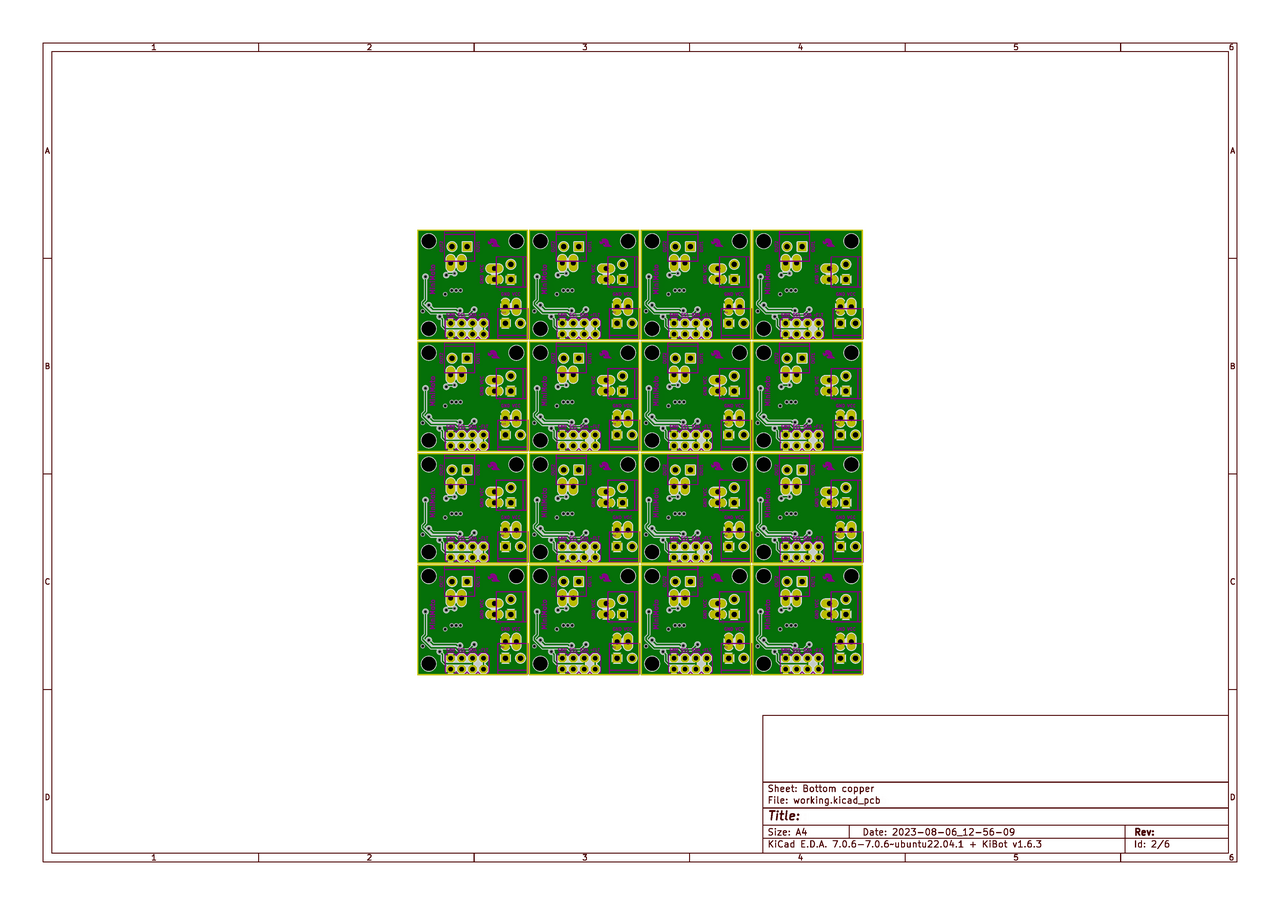 1 2 3 4 5 6
A A
B B
C C
D D
Sheet: Bottom copper
File: working.kicad_pcb
Title:
Size: A4 Date: 2023-08-06_12-56-09 Rev:
KiCad E.D.A. 7.0.6-7.0.6~ubuntu22.04.1 + KiBot v1.6.3 Id: 2/6
1 2 3 4 5 6